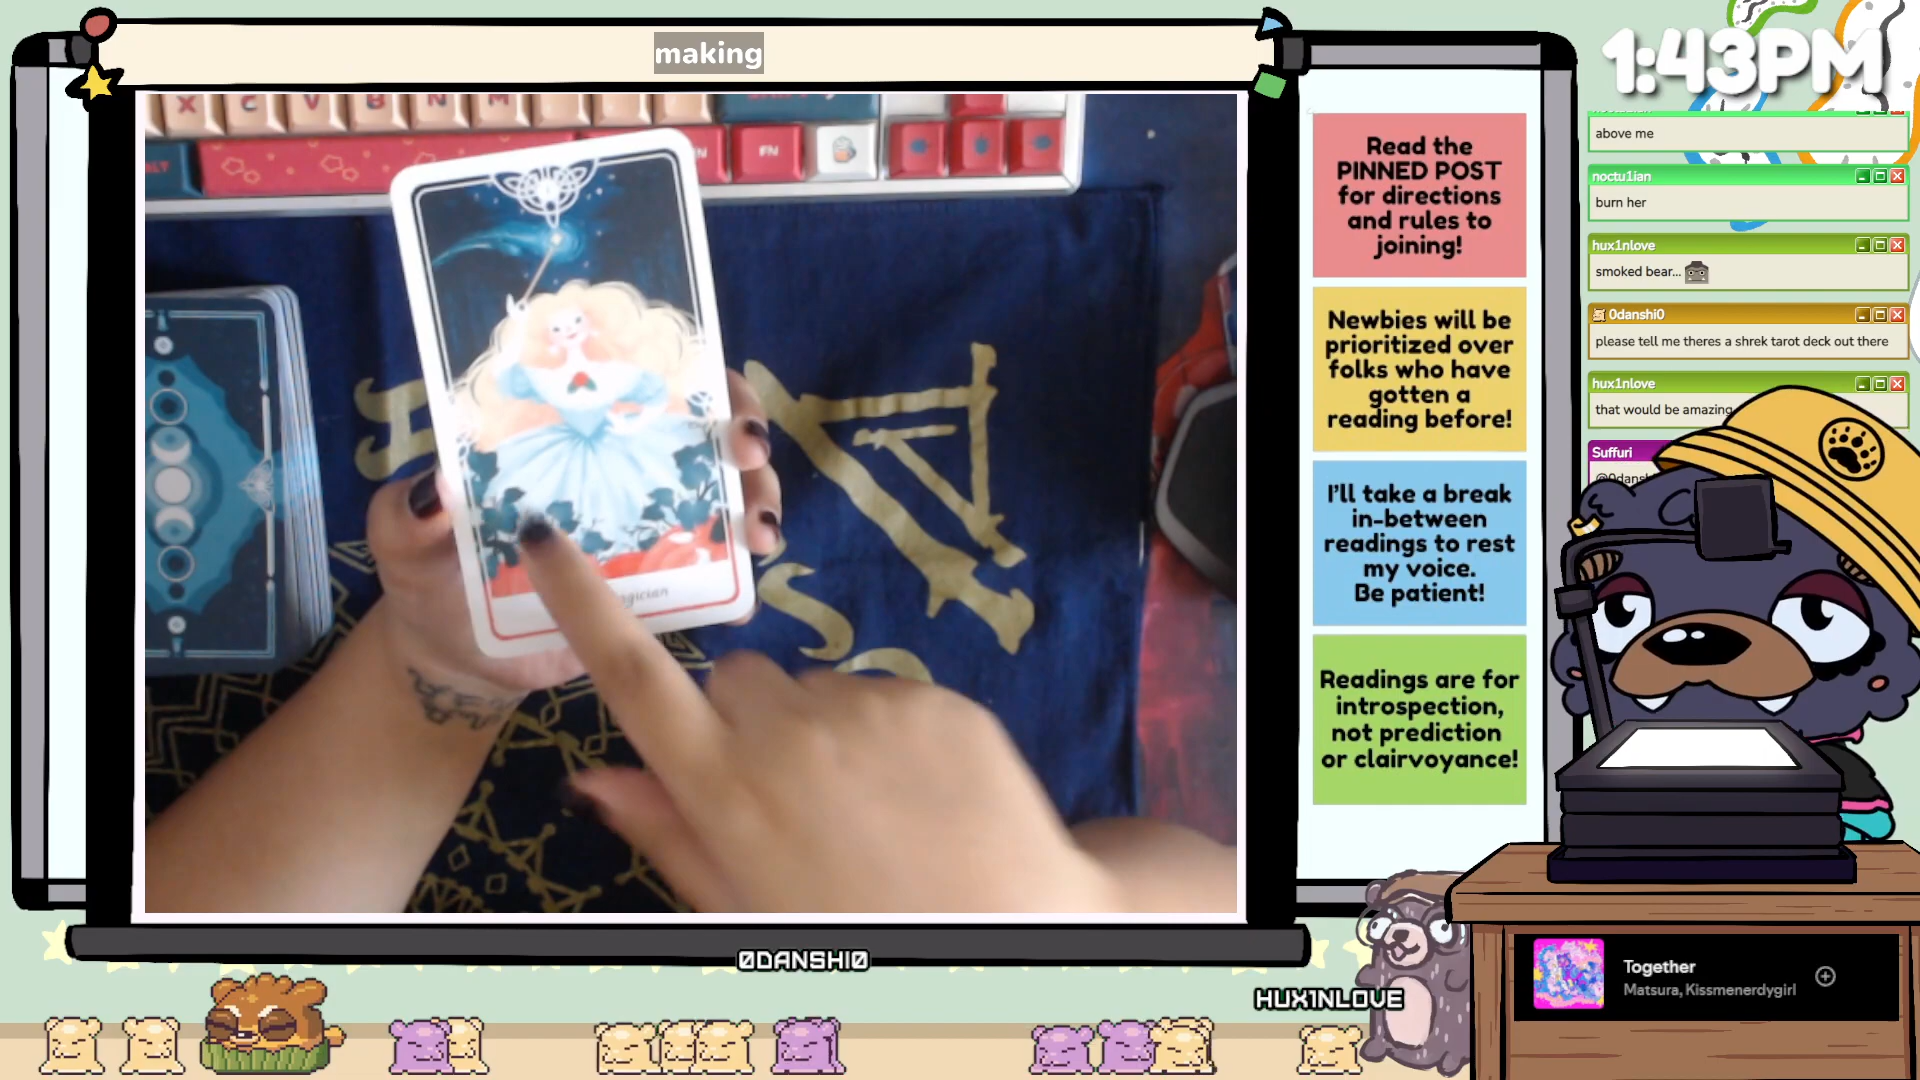 making
1:43PM
X C V B N M
ALT
FN
agician
Read the
PINNED POST
for directions
and rules to
joining!
Newbies will be
prioritized over
folks who have
gotten a
reading before!
I'll take a break
in-between
readings to rest
my voice.
Be patient!
Readings are for
introspection,
not prediction
or clairvoyance!
above me
noctu1ian
burn her
hux1nlove
smoked bear...
0danshi0
please tell me theres a shrek tarot deck out there
hux1nlove
that would be amazing
Suffuri
0DANSHI0
HUX1NLOVE
Together
Matsura, Kissmenerdygirl